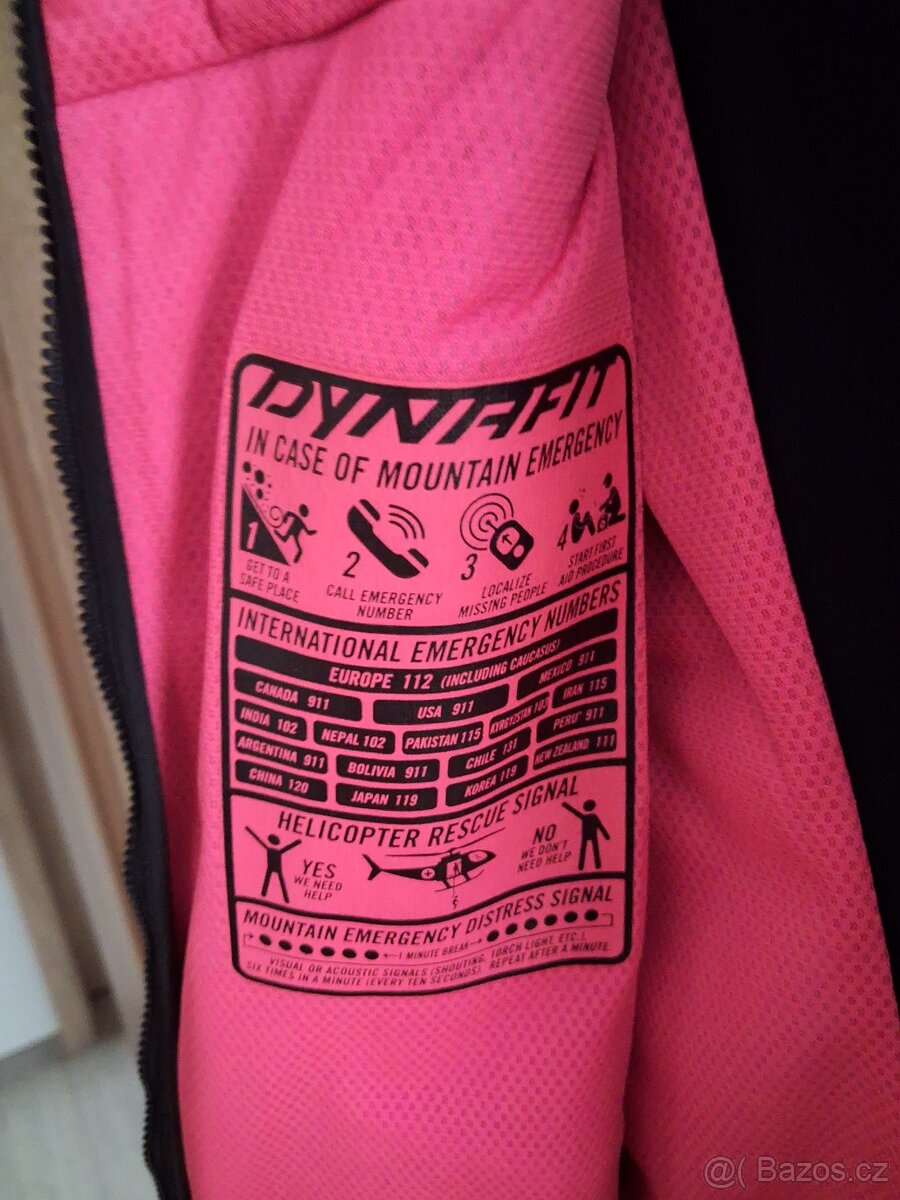 DYNAFIT
IN CASE OF MOUNTAIN EMERGENCY
1
GET TO A
SAFE PLACE
2
CALL EMERGENCY
NUMBER
3
LOCALIZE
MISSING PEOPLE
4
START FIRST
AID PROCEDURE
INTERNATIONAL EMERGENCY NUMBERS
EUROPE 112 (INCLUDING CAUCASUS)
CANADA 911 USA 911 MEXICO 911
INDIA 102 NEPAL 102 PAKISTAN 115 KYRGYZSTAN 103 IRAN 115
ARGENTINA 911 BOLIVIA 911 CHILE 131 PERU 911
CHINA 120 JAPAN 119 KOREA 119 NEW ZEALAND 111
HELICOPTER RESCUE SIGNAL
YES
WE NEED
HELP
NO
WE DON'T
NEED HELP
MOUNTAIN EMERGENCY DISTRESS SIGNAL
1 MINUTE BREAK
VISUAL OR ACOUSTIC SIGNALS (SHOUTING, TORCH LIGHT, ETC.),
SIX TIMES IN A MINUTE (EVERY TEN SECONDS). REPEAT AFTER A MINUTE.
@( Bazos.cz